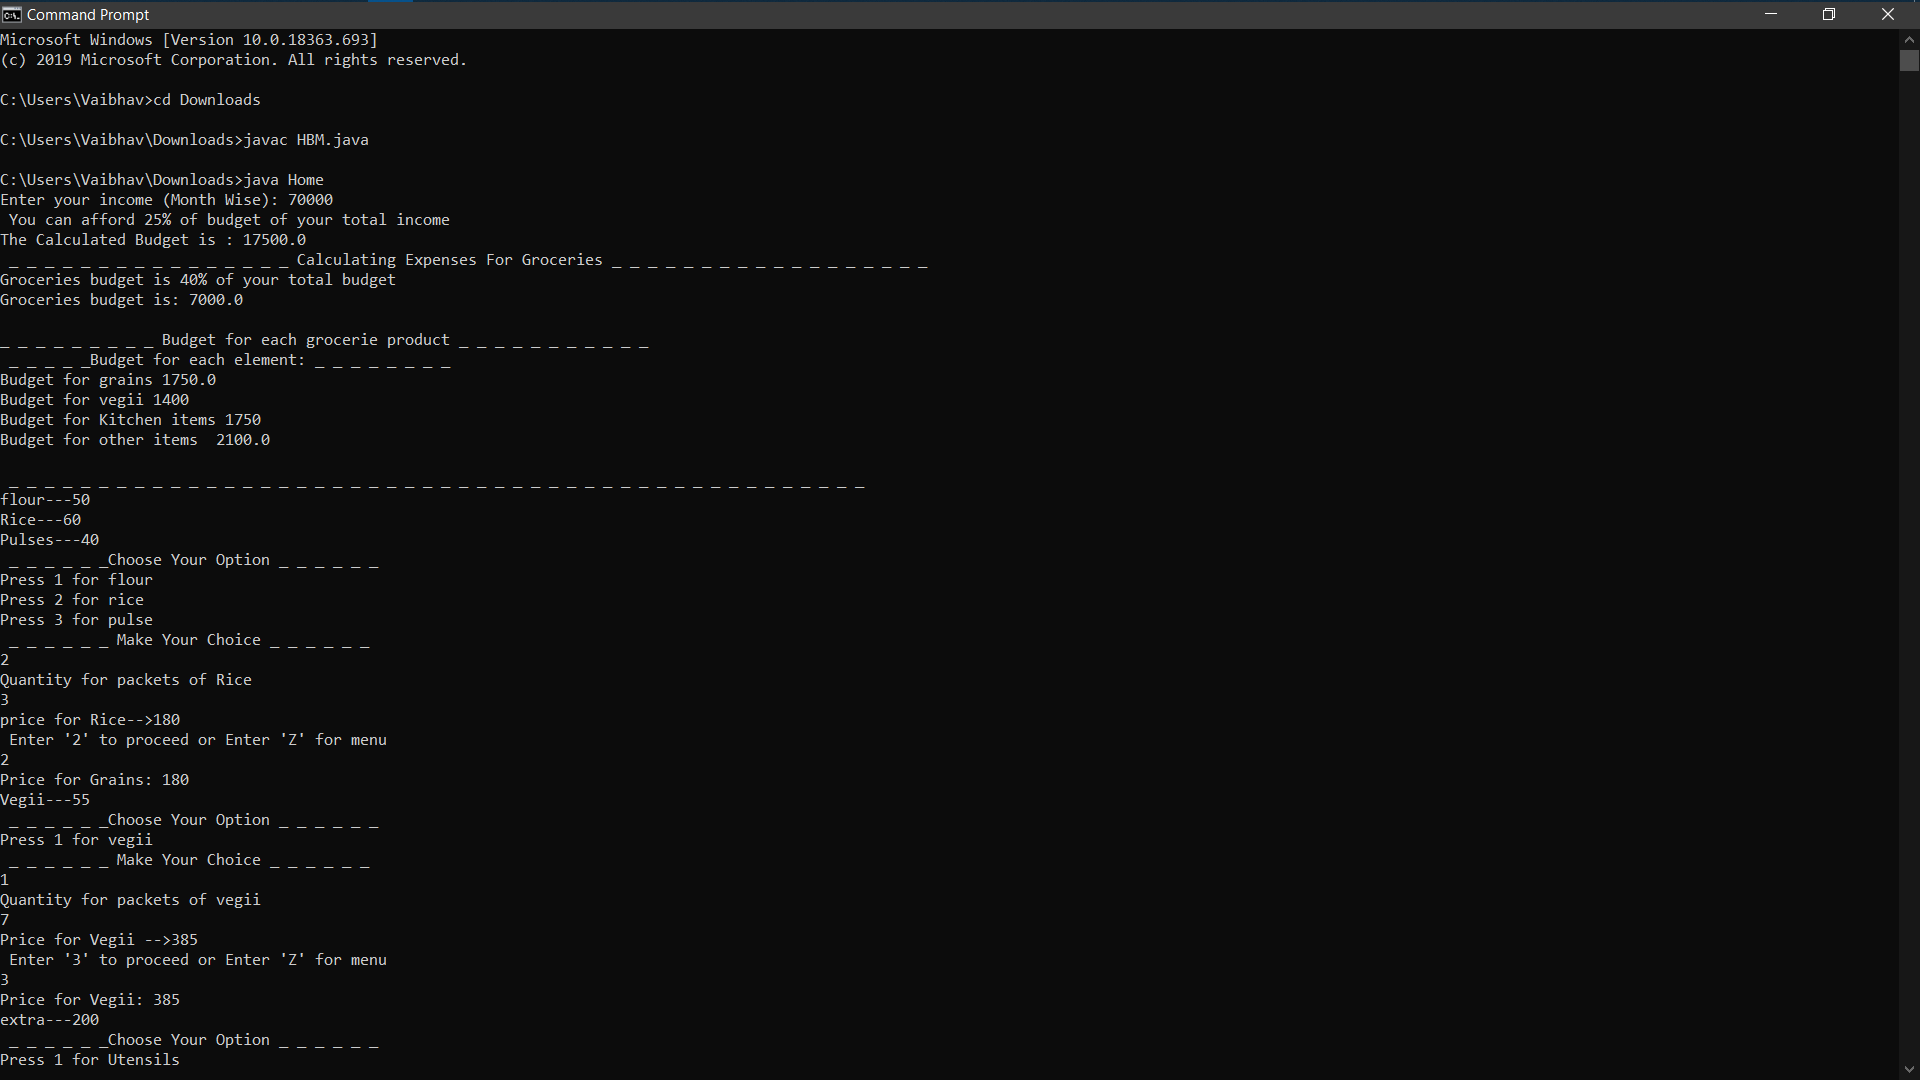 Command Prompt
Microsoft Windows [Version 10.0.18363.693]
(c) 2019 Microsoft Corporation. All rights reserved.
C:\Users\Vaibhav>cd Downloads
C:\Users\Vaibhav\Downloads>javac HBM.java
C:\Users\Vaibhav\Downloads>java Home
Enter your income (Month Wise): 70000
 You can afford 25% of budget of your total income
The Calculated Budget is : 17500.0
 _ _ _ _ _ _ _ _ _ _ _ _ _ _ _ _ Calculating Expenses For Groceries _ _ _ _ _ _ _ _ _ _ _ _ _ _ _ _ _ _
Groceries budget is 40% of your total budget
Groceries budget is: 7000.0
_ _ _ _ _ _ _ _ _ Budget for each grocerie product _ _ _ _ _ _ _ _ _ _ _
 _ _ _ _ _Budget for each element: _ _ _ _ _ _ _ _
Budget for grains 1750.0
Budget for vegii 1400
Budget for Kitchen items 1750
Budget for other items  2100.0
 _ _ _ _ _ _ _ _ _ _ _ _ _ _ _ _ _ _ _ _ _ _ _ _ _ _ _ _ _ _ _ _ _ _ _ _ _ _ _ _ _ _ _ _ _ _ _ _
flour---50
Rice---60
Pulses---40
 _ _ _ _ _ _Choose Your Option _ _ _ _ _ _
Press 1 for flour
Press 2 for rice
Press 3 for pulse
 _ _ _ _ _ _ Make Your Choice _ _ _ _ _ _
2
Quantity for packets of Rice
3
price for Rice-->180
 Enter '2' to proceed or Enter 'Z' for menu
2
Price for Grains: 180
Vegii---55
 _ _ _ _ _ _Choose Your Option _ _ _ _ _ _
Press 1 for vegii
 _ _ _ _ _ _ Make Your Choice _ _ _ _ _ _
1
Quantity for packets of vegii
7
Price for Vegii -->385
 Enter '3' to proceed or Enter 'Z' for menu
3
Price for Vegii: 385
extra---200
 _ _ _ _ _ _Choose Your Option _ _ _ _ _ _
Press 1 for Utensils